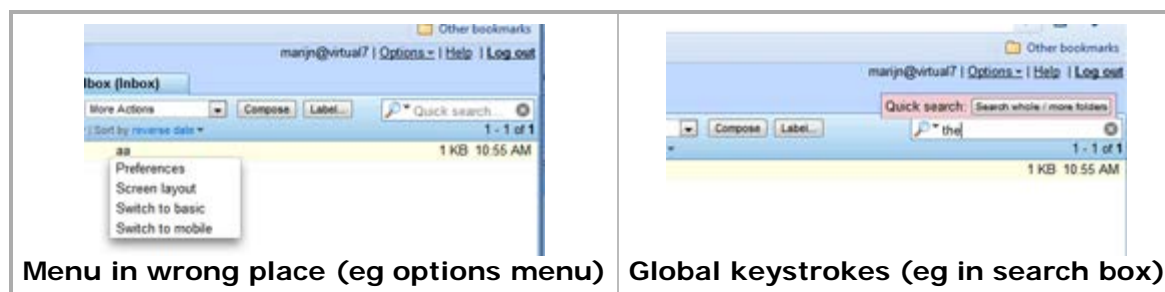 Other bookmarks
marijn@virtual7 | Options | Help | Log out
lbox (Inbox)
More Actions Compose Label... Quick search
Sort by reverse date 1 - 1 of 1
aa 1 KB 10:55 AM
Preferences
Screen layout
Switch to basic
Switch to mobile
Menu in wrong place (eg options menu)
Other bookmarks
marijn@virtual7 | Options | Help | Log out
Quick search: Search whole / more folders
Compose Label... the
1 - 1 of 1
1 KB 10:55 AM
Global keystrokes (eg in search box)